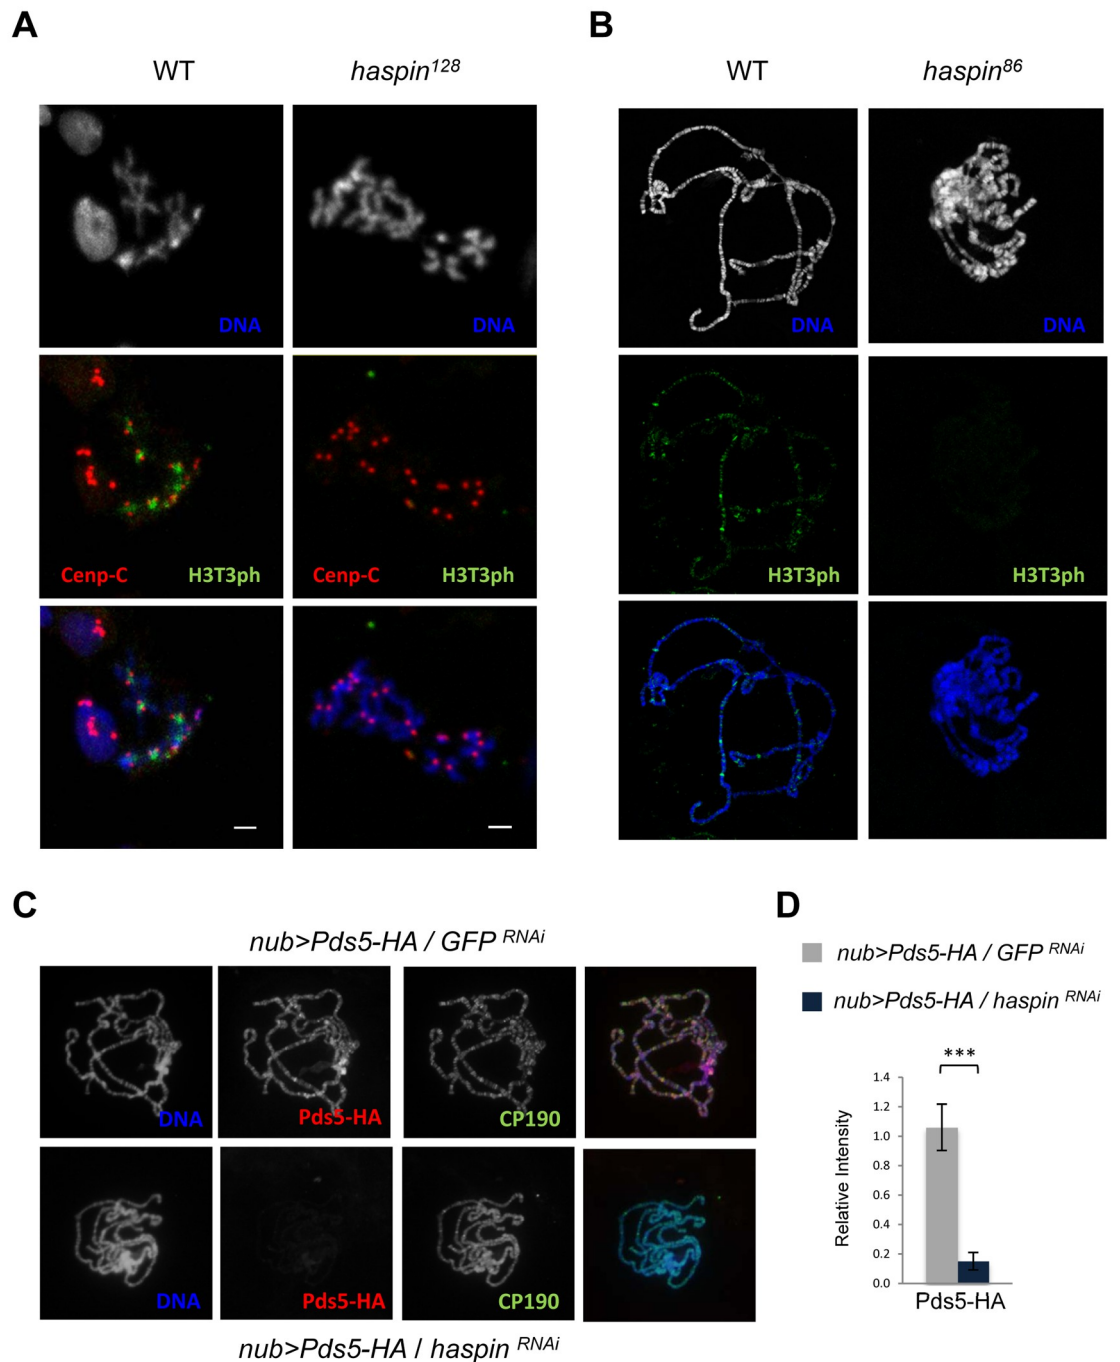 A
WT haspin128
DNA DNA
Cenp-C H3T3ph Cenp-C H3T3ph
B
WT haspin86
DNA DNA
H3T3ph H3T3ph
C
nub>Pds5-HA / GFP RNAi
DNA Pds5-HA CP190
DNA Pds5-HA CP190
nub>Pds5-HA / haspin RNAi
D
nub>Pds5-HA / GFP RNAi
nub>Pds5-HA / haspin RNAi
***
Relative Intensity
1.4
1.2
1.0
0.8
0.6
0.4
0.2
0.0
Pds5-HA